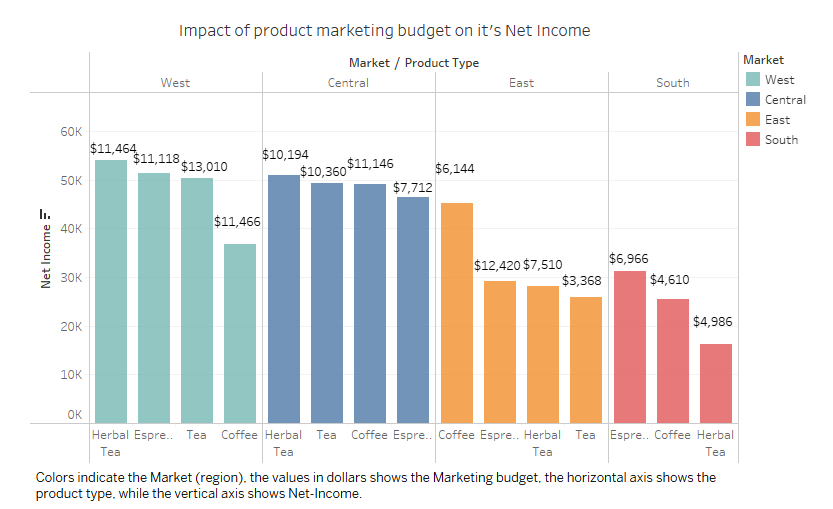 Impact of product marketing budget on it's Net Income
Market / Product Type
Market
West
Central
East
South
West
Central
East
South
60K
50K
40K
30K
20K
10K
0K
Net Income
$11,464
$11,118
$13,010
$11,466
$10,194
$10,360
$11,146
$7,712
$6,144
$12,420
$7,510
$3,368
$6,966
$4,610
$4,986
Herbal Espre.. Tea Coffee Herbal Tea Coffee Espre.. Coffee Espre.. Herbal Tea Espre.. Coffee Herbal
Tea Tea Tea Tea
Colors indicate the Market (region), the values in dollars shows the Marketing budget, the horizontal axis shows the
product type, while the vertical axis shows Net-Income.